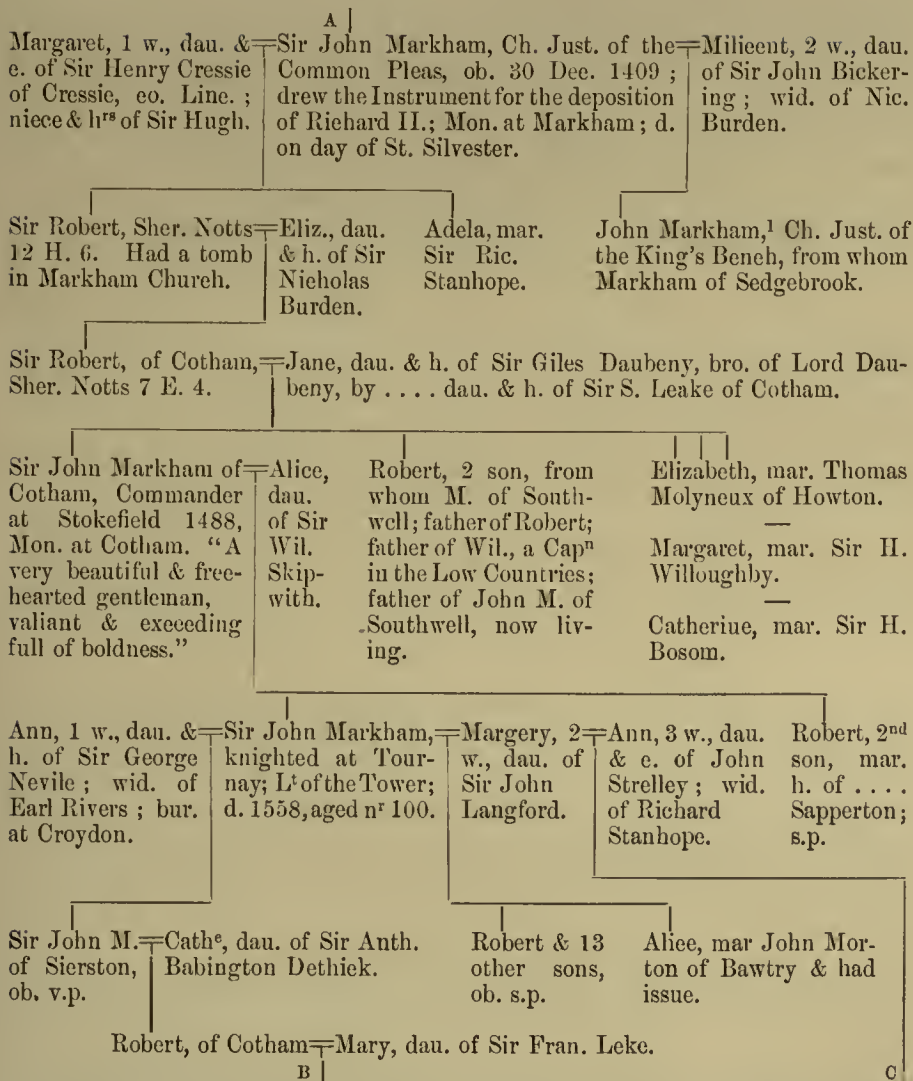 A
Margaret, 1 w., dau. &
e. of Sir Henry Cressie
of Cressie, co. Linc. ;
niece & hrs of Sir Hugh.
Sir John Markham, Ch. Just. of the
Common Pleas, ob. 30 Dec. 1409 ;
drew the Instrument for the deposition
of Richard II.; Mon. at Markham; d.
on day of St. Silvester.
Milicent, 2 w., dau.
of Sir John Bicker-
ing ; wid. of Nic.
Burden.
Sir Robert, Sher. Notts
12 H. 6. Had a tomb
in Markham Church.
Eliz., dau.
& h. of Sir
Nicholas
Burden.
Adela, mar.
Sir Ric.
Stanhope.
John Markham,1 Ch. Just. of
the King's Bench, from whom
Markham of Sedgebrook.
Sir Robert, of Cotham,
Sher. Notts 7 E. 4.
Jane, dau. & h. of Sir Giles Daubeny, bro. of Lord Dau-
beny, by .... dau. & h. of Sir S. Leake of Cotham.
Sir John Markham of
Cotham, Commander
at Stokefield 1488,
Mon. at Cotham. "A
very beautiful & free-
hearted gentleman,
valiant & exceeding
full of boldness."
Alice,
dau.
of Sir
Wil.
Skip-
with.
Robert, 2 son, from
whom M. of South-
well; father of Robert;
father of Wil., a Capn
in the Low Countries;
father of John M. of
Southwell, now liv-
ing.
Elizabeth, mar. Thomas
Molyneux of Howton.
—
Margaret, mar. Sir H.
Willoughby.
—
Catherine, mar. Sir H.
Bosom.
Ann, 1 w., dau. &
h. of Sir George
Nevile ; wid. of
Earl Rivers ; bur.
at Croydon.
Sir John Markham,
knighted at Tour-
nay; Lt of the Tower;
d. 1558, aged nr 100.
Margery, 2
w., dau. of
Sir John
Langford.
Ann, 3 w., dau.
& e. of John
Strelley ; wid.
of Richard
Stanhope.
Robert, 2nd
son, mar.
h. of ....
Sapperton ;
s.p.
Sir John M.
of Sierston,
ob. v.p.
Cathe, dau. of Sir Anth.
Babington Dethick.
Robert & 13
other sons,
ob. s.p.
Alice, mar John Mor-
ton of Bawtry & had
issue.
Robert, of Cotham
Mary, dau. of Sir Fran. Leke.
B
C